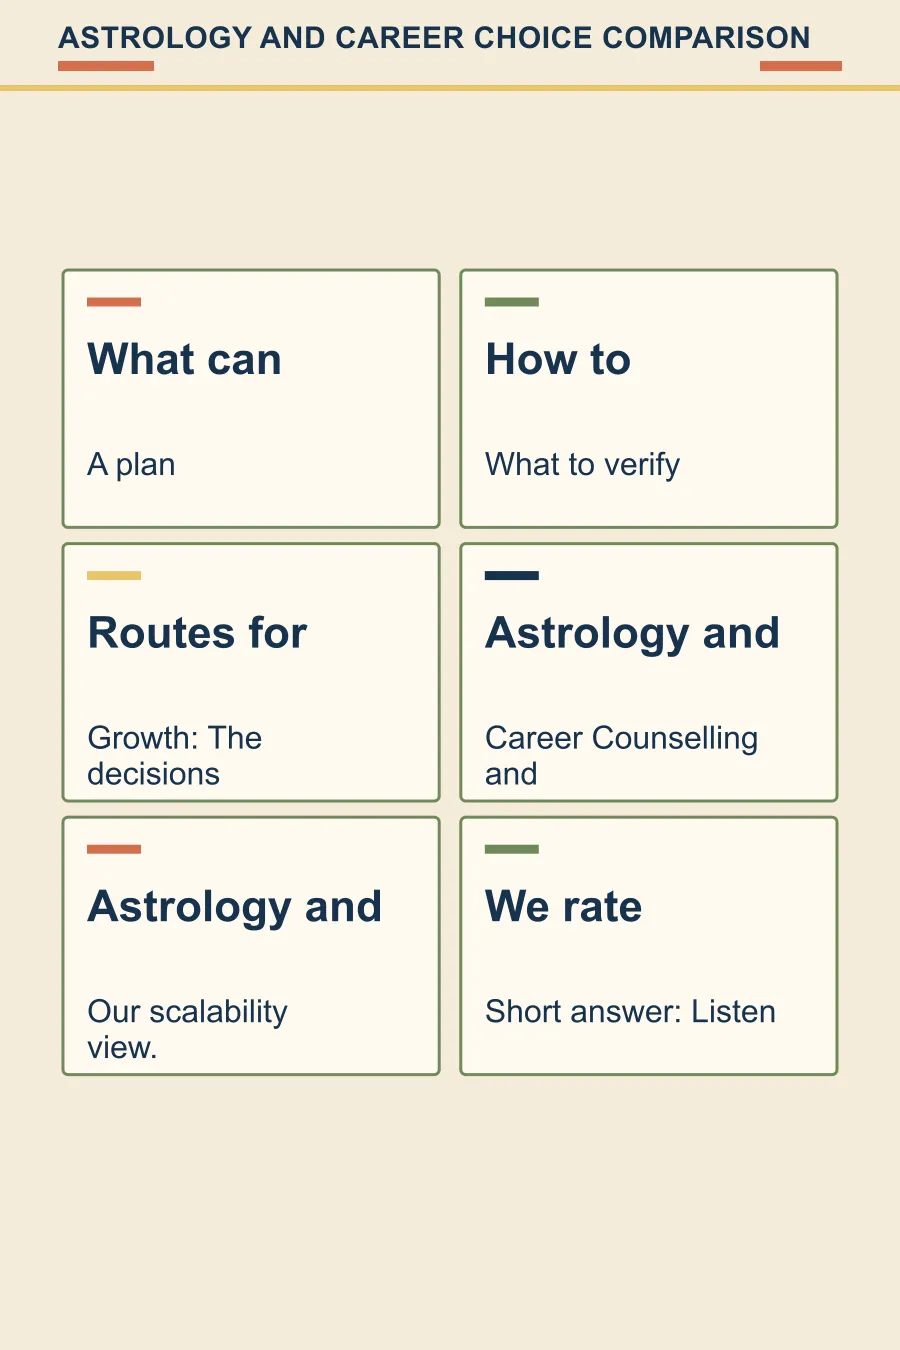 ASTROLOGY AND CAREER CHOICE COMPARISON
What can
A plan
How to
What to verify
Routes for
Growth: The
decisions
Astrology and
Career Counselling
and
Astrology and
Our scalability
view.
We rate
Short answer: Listen